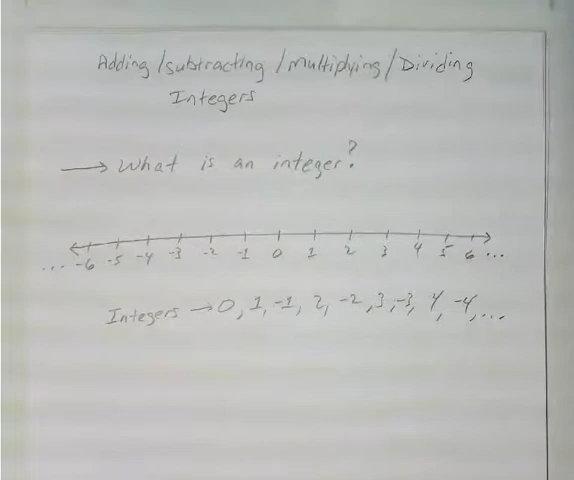 Adding/subtracting/multiplying/Dividing
Integers
→ What is an integer?
... -6 -5 -4 -3 -2 -1 0 1 2 3 4 5 6 ...
Integers → 0, 1, -1, 2, -2, 3, -3, 4, -4, ...